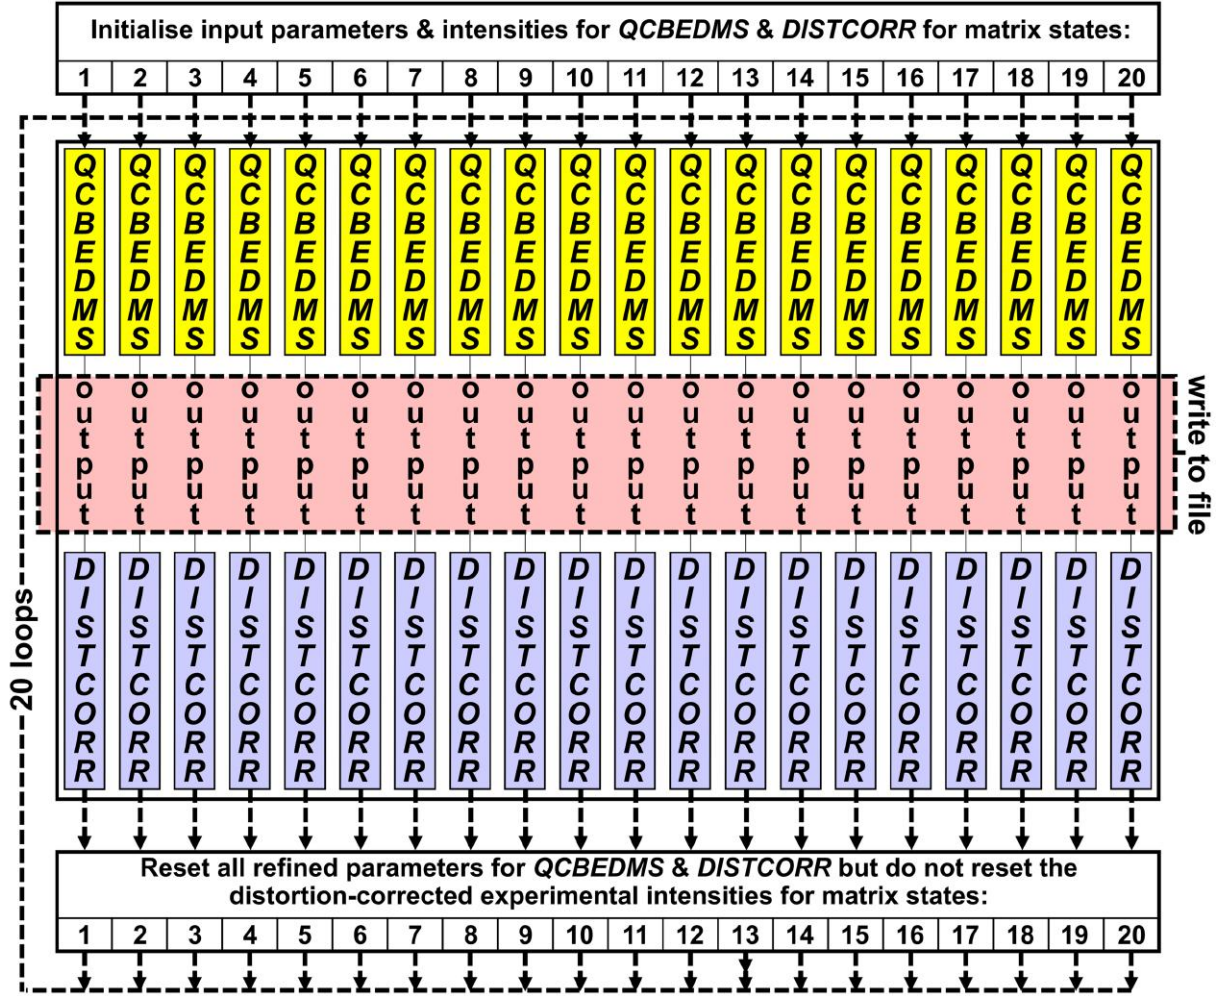 Initialise input parameters & intensities for QCBEDMS & DISTCORR for matrix states:
1 2 3 4 5 6 7 8 9 10 11 12 13 14 15 16 17 18 19 20
QCBEDMS QCBEDMS QCBEDMS QCBEDMS QCBEDMS QCBEDMS QCBEDMS QCBEDMS QCBEDMS QCBEDMS QCBEDMS QCBEDMS QCBEDMS QCBEDMS QCBEDMS QCBEDMS QCBEDMS QCBEDMS QCBEDMS QCBEDMS
output output output output output output output output output output output output output output output output output output output output
write to file
DISTCORR DISTCORR DISTCORR DISTCORR DISTCORR DISTCORR DISTCORR DISTCORR DISTCORR DISTCORR DISTCORR DISTCORR DISTCORR DISTCORR DISTCORR DISTCORR DISTCORR DISTCORR DISTCORR DISTCORR
20 loops
Reset all refined parameters for QCBEDMS & DISTCORR but do not reset the
distortion-corrected experimental intensities for matrix states:
1 2 3 4 5 6 7 8 9 10 11 12 13 14 15 16 17 18 19 20